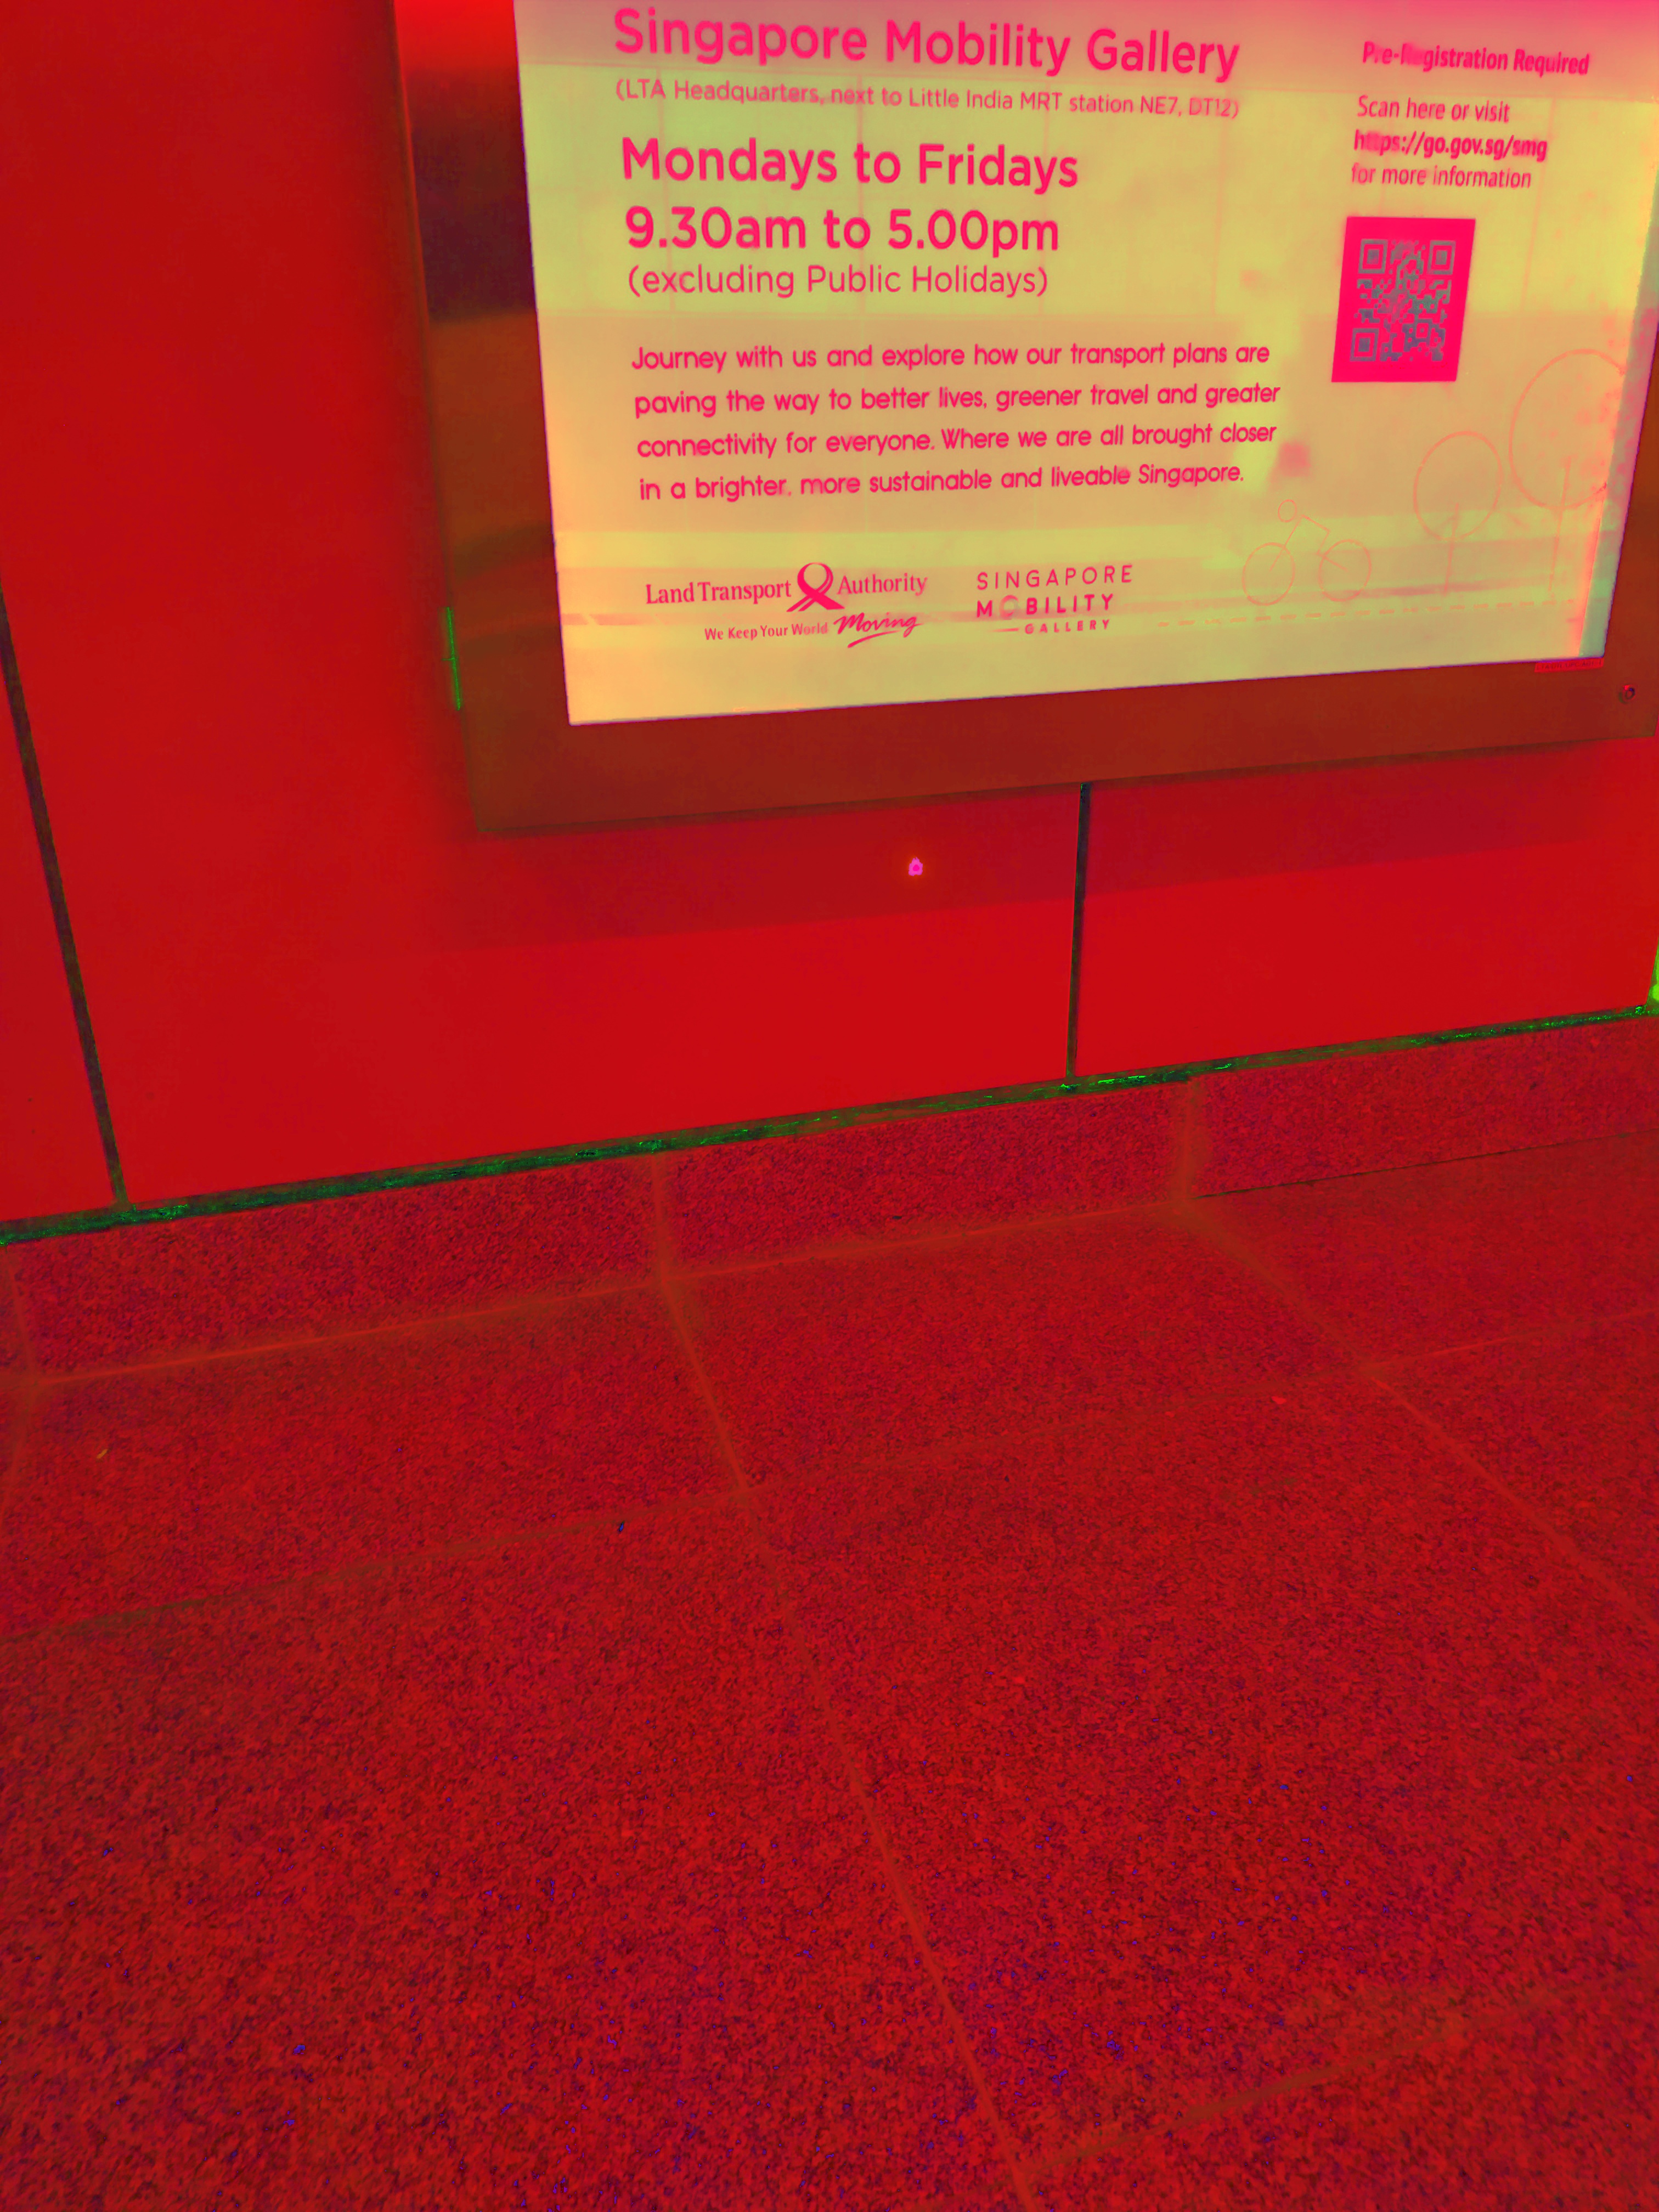 Singapore Mobility Gallery
(LTA Headquarters, next to Little India MRT station NE7, DT12)
Mondays to Fridays
9.30am to 5.00pm
(excluding Public Holidays)
Journey with us and explore how our transport plans are
paving the way to better lives, greener travel and greater
connectivity for everyone. Where we are all brought closer
in a brighter, more sustainable and liveable Singapore.
Pre-Registration Required
Scan here or visit
https://go.gov.sg/smg
for more information
Land Transport Authority
We Keep Your World Moving
SINGAPORE
MOBILITY
GALLERY